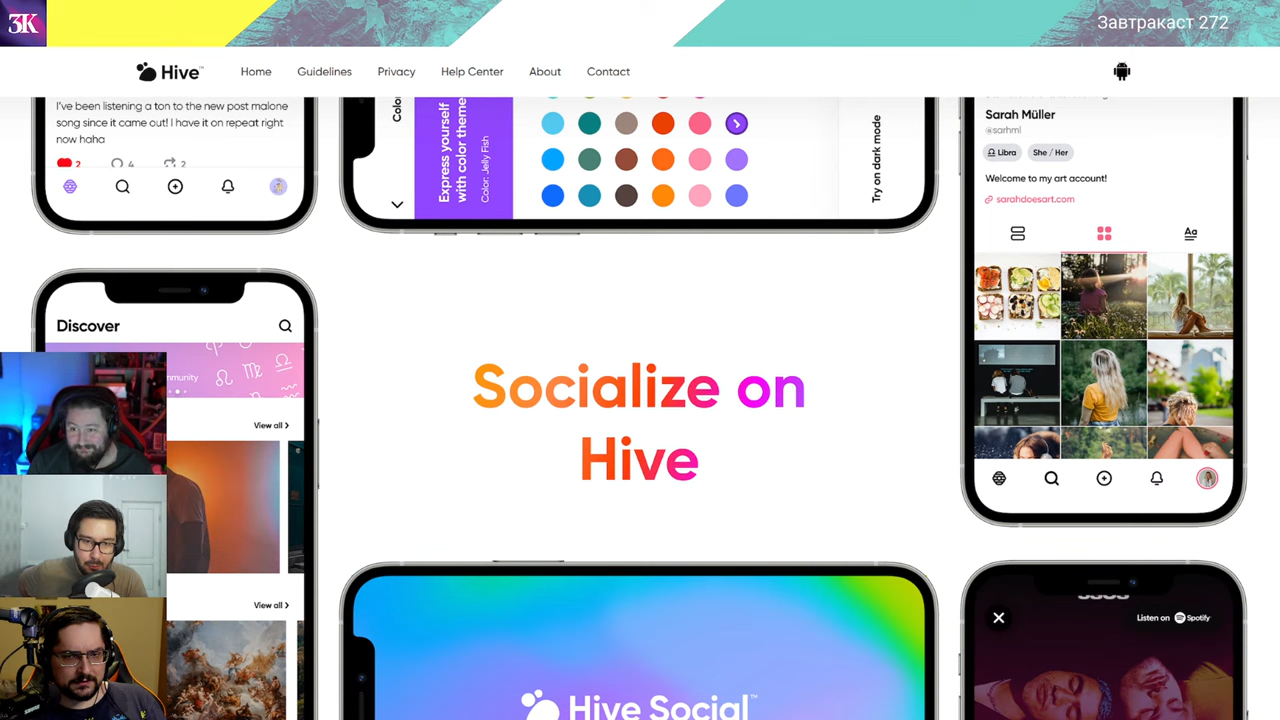 3K
Завтракаст 272
Hive™
Home
Guidelines
Privacy
Help Center
About
Contact
I've been listening a ton to the new post malone
song since it came out! I have it on repeat right
now haha
2
4
2
Express yourself
with color theme
Color: Jelly Fish
Try on dark mode
Sarah Müller
@sarhml
Libra
She / Her
Welcome to my art account!
sarahdoesart.com
Aa
Discover
View all
View all
Socialize on
Hive
Hive Social™
Listen on
Spotify